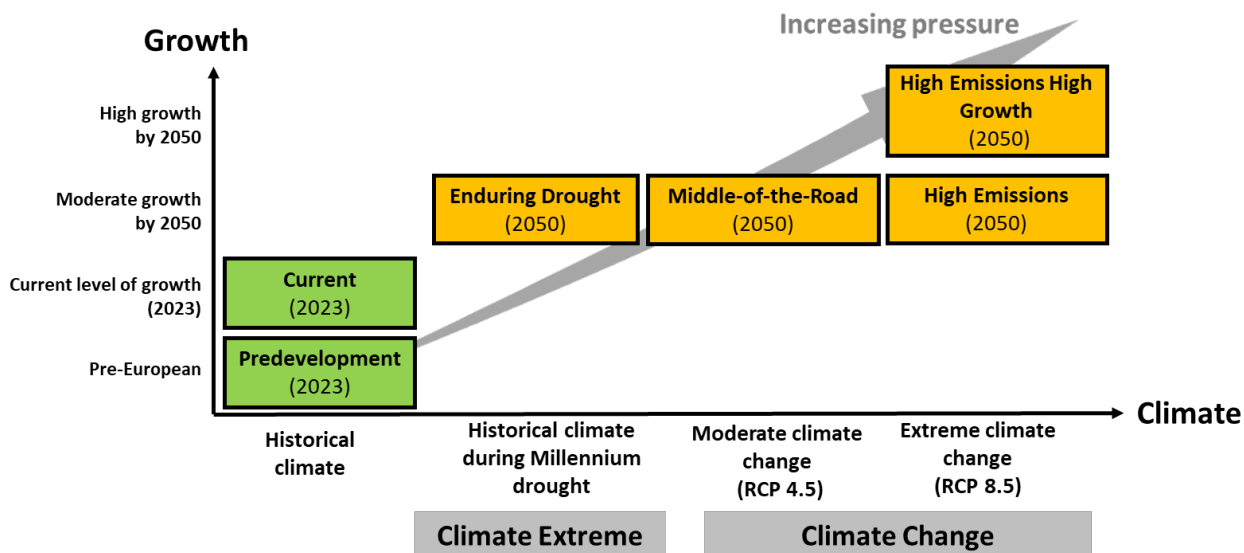 Increasing pressure
Growth
High growth
by 2050
High Emissions High
Growth
(2050)
Moderate growth
by 2050
Enduring Drought
(2050)
Middle-of-the-Road
(2050)
High Emissions
(2050)
Current level of growth
(2023)
Current
(2023)
Pre-European
Predevelopment
(2023)
Climate
Historical
climate
Historical climate
during Millennium
drought
Moderate climate
change
(RCP 4.5)
Extreme climate
change
(RCP 8.5)
Climate Extreme
Climate Change